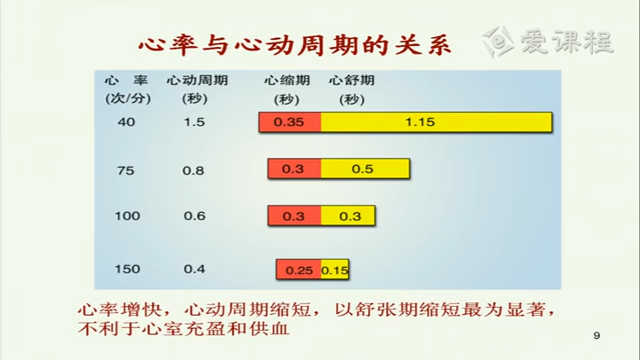 心率与心动周期的关系
爱课程
心 率 心动周期 心缩期 心舒期
(次/分) (秒) (秒) (秒)
40 1.5 0.35 1.15
75 0.8 0.3 0.5
100 0.6 0.3 0.3
150 0.4 0.25 0.15
心率增快，心动周期缩短，以舒张期缩短最为显著，
不利于心室充盈和供血
9